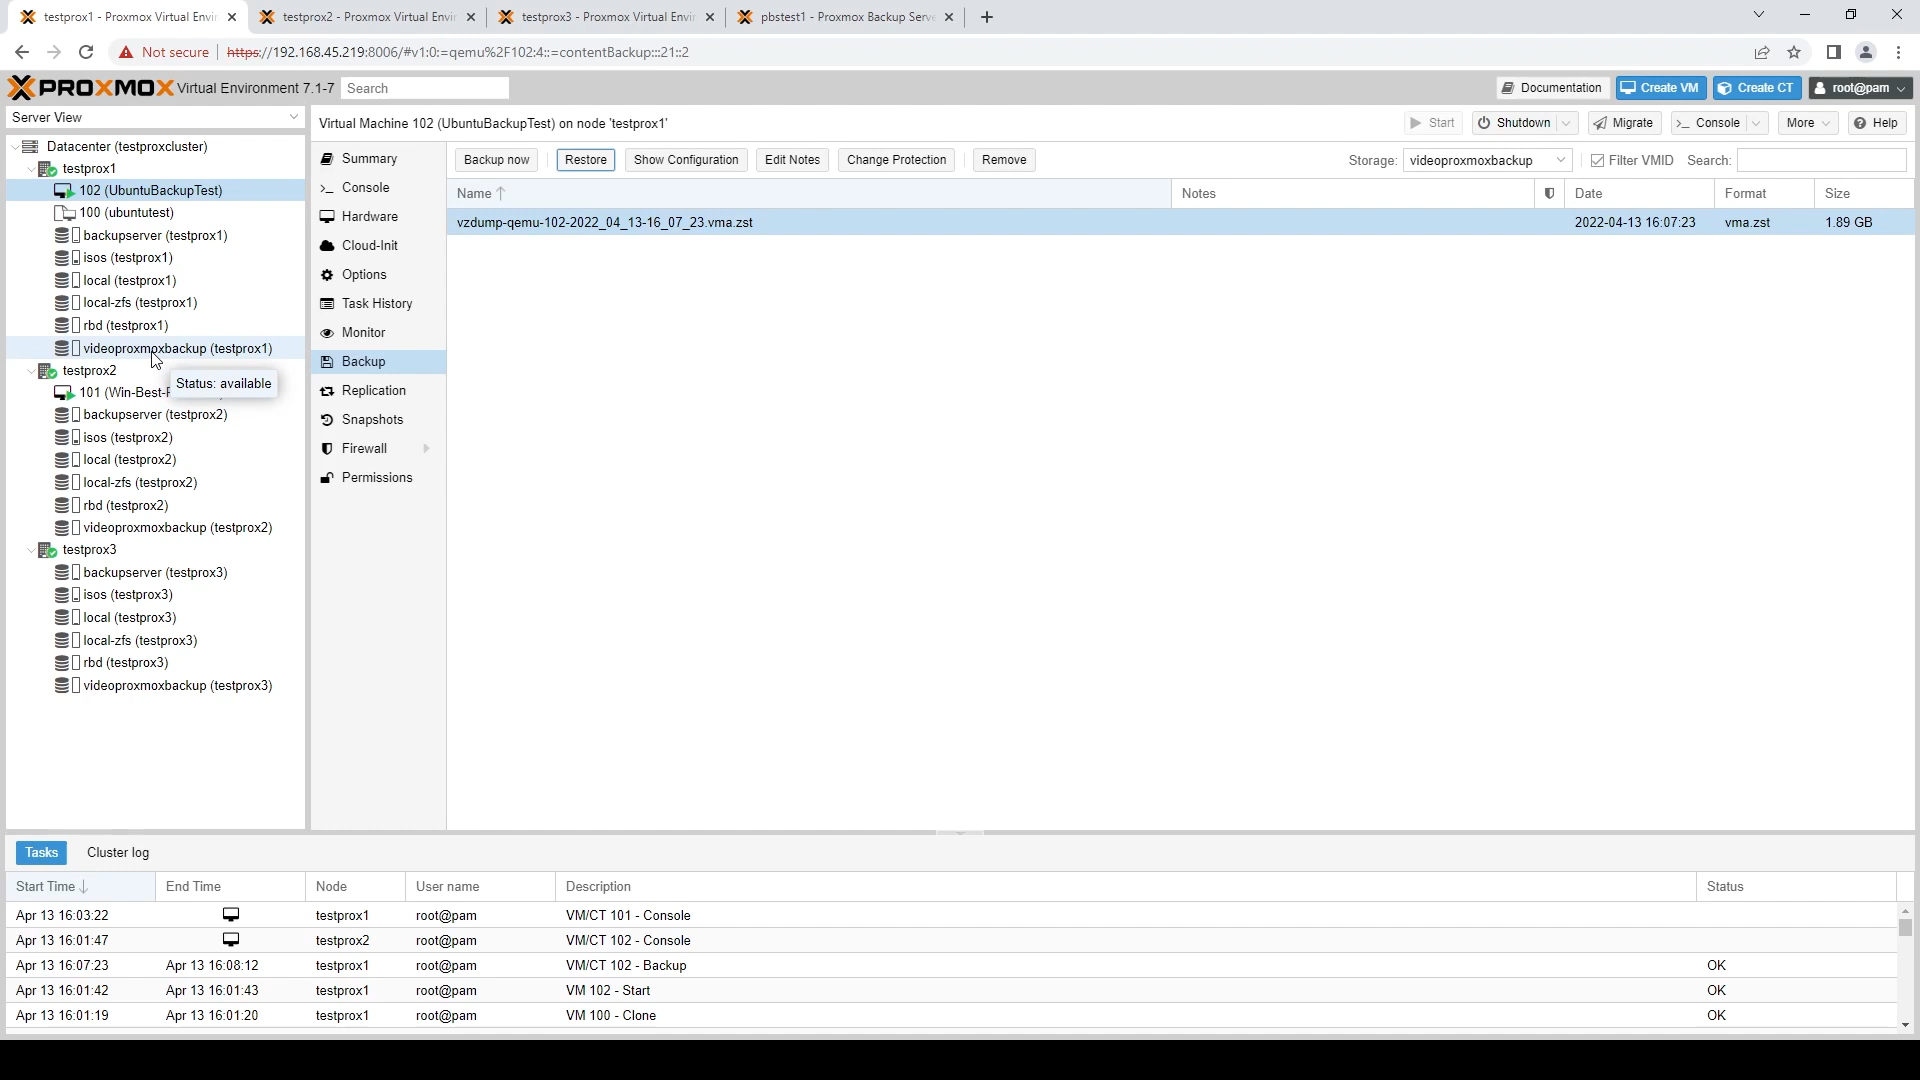 testprox1 - Proxmox Virtual Envir
testprox2 - Proxmox Virtual Envir
testprox3 - Proxmox Virtual Envir
pbstest1 - Proxmox Backup Serve
Not secure
https://192.168.45.219:8006/#v1:0:=qemu%2F102:4::=contentBackup:::21::2
PROXMOX Virtual Environment 7.1-7
Search
Documentation
Create VM
Create CT
root@pam
Server View
Virtual Machine 102 (UbuntuBackupTest) on node 'testprox1'
Start
Shutdown
Migrate
Console
More
Help
Datacenter (testproxcluster)
testprox1
102 (UbuntuBackupTest)
100 (ubuntutest)
backupserver (testprox1)
isos (testprox1)
local (testprox1)
local-zfs (testprox1)
rbd (testprox1)
videoproxmoxbackup (testprox1)
testprox2
Status: available
101 (Win-Best-
backupserver (testprox2)
isos (testprox2)
local (testprox2)
local-zfs (testprox2)
rbd (testprox2)
videoproxmoxbackup (testprox2)
testprox3
backupserver (testprox3)
isos (testprox3)
local (testprox3)
local-zfs (testprox3)
rbd (testprox3)
videoproxmoxbackup (testprox3)
Summary
Console
Hardware
Cloud-Init
Options
Task History
Monitor
Backup
Replication
Snapshots
Firewall
Permissions
Backup now
Restore
Show Configuration
Edit Notes
Change Protection
Remove
Storage:
videoproxmoxbackup
Filter VMID
Search:
Name
Notes
Date
Format
Size
vzdump-qemu-102-2022_04_13-16_07_23.vma.zst
2022-04-13 16:07:23
vma.zst
1.89 GB
Tasks
Cluster log
Start Time
End Time
Node
User name
Description
Status
Apr 13 16:03:22 testprox1 root@pam VM/CT 101 - Console
Apr 13 16:01:47 testprox2 root@pam VM/CT 102 - Console
Apr 13 16:07:23 Apr 13 16:08:12 testprox1 root@pam VM/CT 102 - Backup OK
Apr 13 16:01:42 Apr 13 16:01:43 testprox1 root@pam VM 102 - Start OK
Apr 13 16:01:19 Apr 13 16:01:20 testprox1 root@pam VM 100 - Clone OK